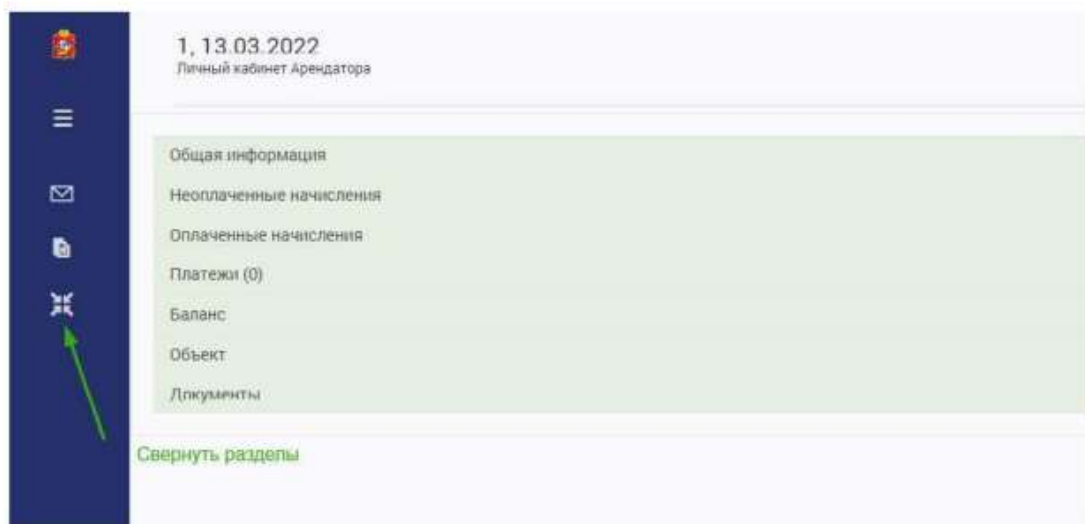 1, 13.03.2022
Личный кабинет Арендатора
Общая информация
Неоплаченные начисления
Оплаченные начисления
Платежи (0)
Баланс
Объект
Документы
Свернуть разделы